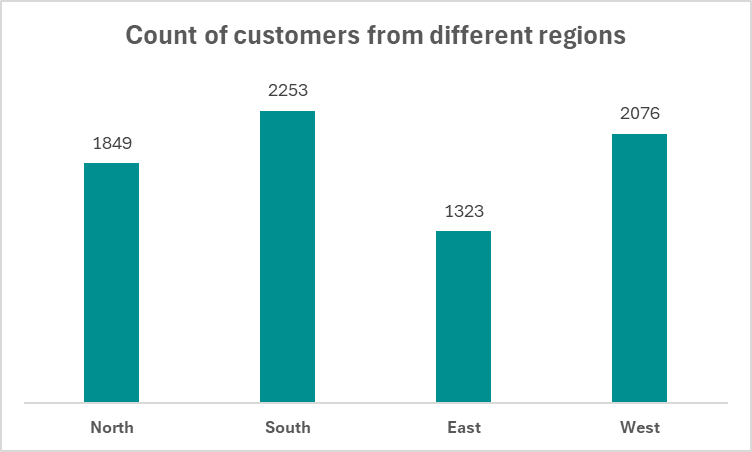 Count of customers from different regions
1849
2253
1323
2076
North
South
East
West